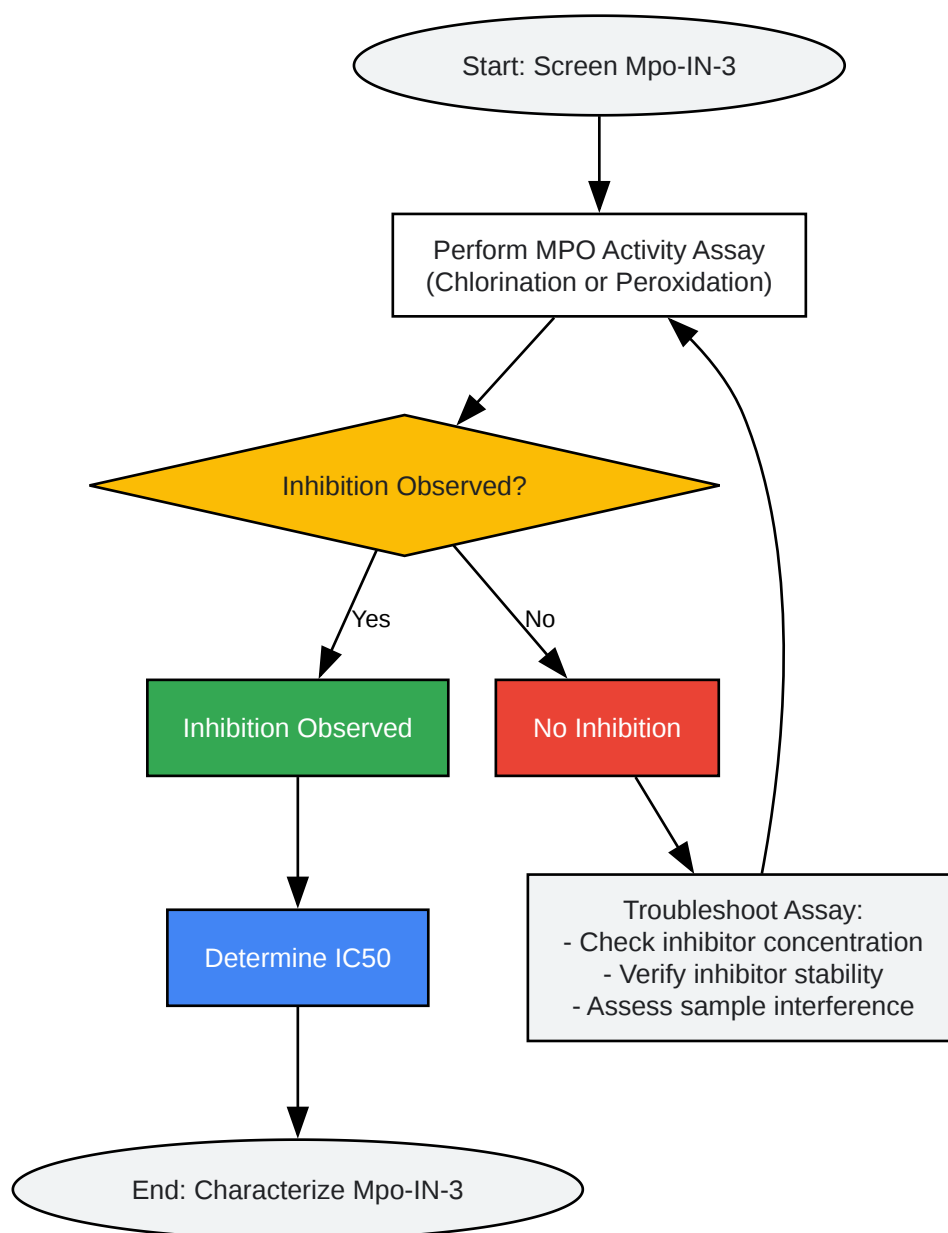 Start: Screen Mpo-IN-3
Perform MPO Activity Assay
(Chlorination or Peroxidation)
Inhibition Observed?
Yes
No
Inhibition Observed
No Inhibition
Determine IC50
Troubleshoot Assay:
- Check inhibitor concentration
- Verify inhibitor stability
- Assess sample interference
End: Characterize Mpo-IN-3